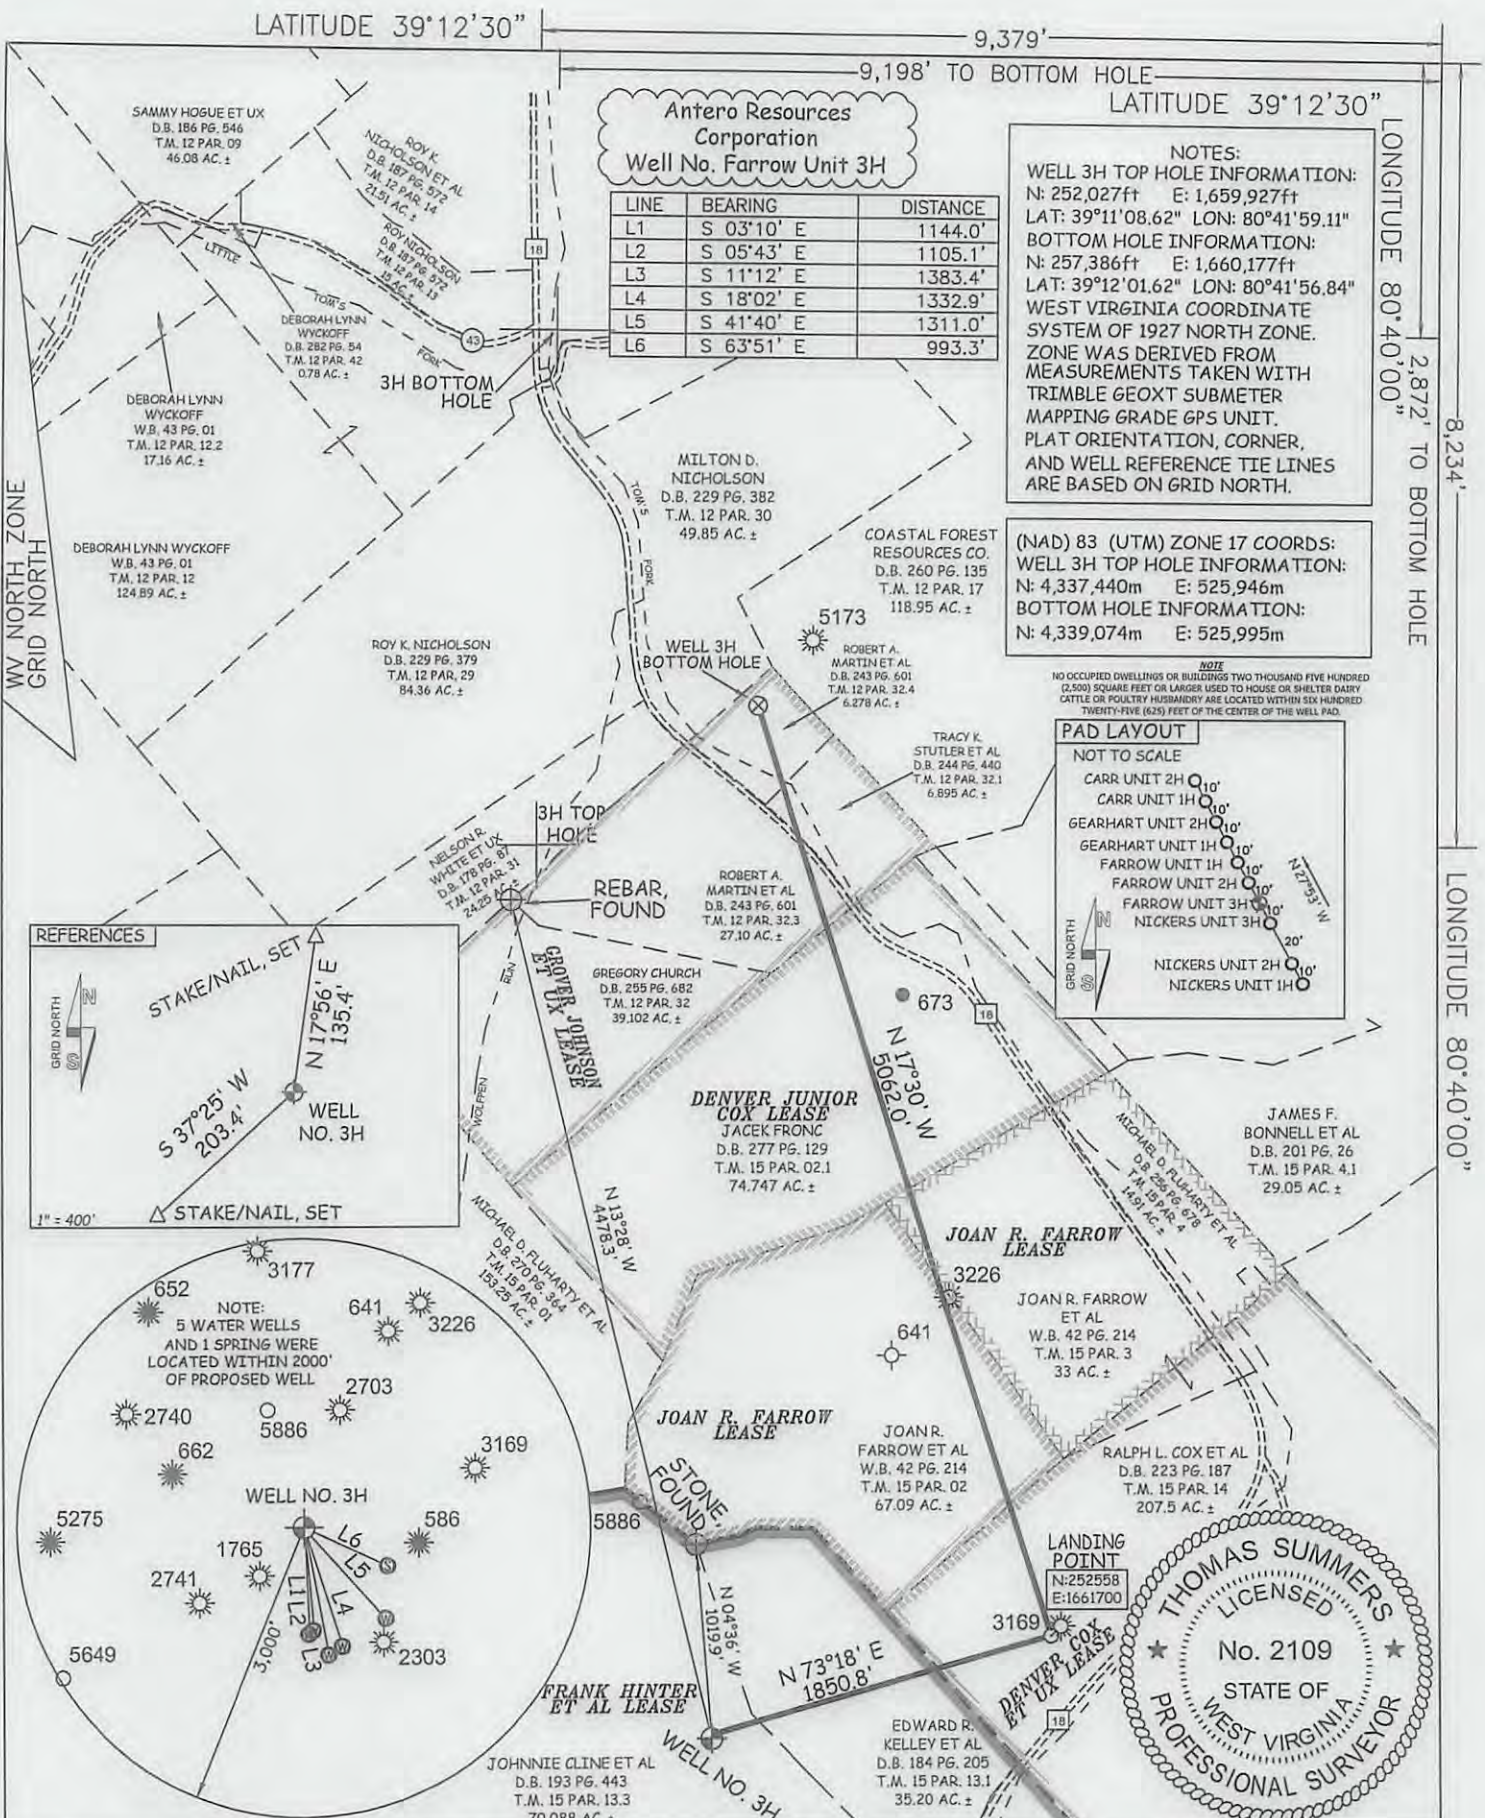 LATITUDE 39°12'30"
9,379'
9,198' TO BOTTOM HOLE
LATITUDE 39°12'30"
LONGITUDE 80°40'00"
2,872' TO BOTTOM HOLE
8,234'
LONGITUDE 80°40'00"
WV NORTH ZONE
GRID NORTH
SAMMY HOGUE ET UX
D.B. 186 PG. 546
T.M. 12 PAR. 09
46.08 AC. ±
ROY K.
NICHOLSON ET AL
D.B. 187 PG. 572
T.M. 12 PAR. 14
21.51 AC. ±
ROY NICHOLSON
D.B. 187 PG. 572
T.M. 12 PAR. 13
15 AC. ±
LITTLE
TOM'S
FORK
DEBORAH LYNN
WYCKOFF
D.B. 282 PG. 54
T.M. 12 PAR. 42
0.78 AC. ±
43
18
3H BOTTOM
HOLE
DEBORAH LYNN
WYCKOFF
W.B. 43 PG. 01
T.M. 12 PAR. 12.2
17.16 AC. ±
DEBORAH LYNN WYCKOFF
W.B. 43 PG. 01
T.M. 12 PAR. 12
124.89 AC. ±
Antero Resources
Corporation
Well No. Farrow Unit 3H
LINE BEARING DISTANCE
L1 S 03°10' E 1144.0'
L2 S 05°43' E 1105.1'
L3 S 11°12' E 1383.4'
L4 S 18°02' E 1332.9'
L5 S 41°40' E 1311.0'
L6 S 63°51' E 993.3'
NOTES:
WELL 3H TOP HOLE INFORMATION:
N: 252,027ft E: 1,659,927ft
LAT: 39°11'08.62" LON: 80°41'59.11"
BOTTOM HOLE INFORMATION:
N: 257,386ft E: 1,660,177ft
LAT: 39°12'01.62" LON: 80°41'56.84"
WEST VIRGINIA COORDINATE
SYSTEM OF 1927 NORTH ZONE.
ZONE WAS DERIVED FROM
MEASUREMENTS TAKEN WITH
TRIMBLE GEOXT SUBMETER
MAPPING GRADE GPS UNIT.
PLAT ORIENTATION, CORNER,
AND WELL REFERENCE TIE LINES
ARE BASED ON GRID NORTH.
(NAD) 83 (UTM) ZONE 17 COORDS:
WELL 3H TOP HOLE INFORMATION:
N: 4,337,440m E: 525,946m
BOTTOM HOLE INFORMATION:
N: 4,339,074m E: 525,995m
NOTE
NO OCCUPIED DWELLINGS OR BUILDINGS TWO THOUSAND FIVE HUNDRED
(2,500) SQUARE FEET OR LARGER USED TO HOUSE OR SHELTER DAIRY
CATTLE OR POULTRY HUSBANDRY ARE LOCATED WITHIN SIX HUNDRED
TWENTY-FIVE (625) FEET OF THE CENTER OF THE WELL PAD.
MILTON D.
NICHOLSON
D.B. 229 PG. 382
T.M. 12 PAR. 30
49.85 AC. ±
TOM'S
FORK
COASTAL FOREST
RESOURCES CO.
D.B. 260 PG. 135
T.M. 12 PAR. 17
118.95 AC. ±
5173
ROY K. NICHOLSON
D.B. 229 PG. 379
T.M. 12 PAR. 29
84.36 AC. ±
WELL 3H
BOTTOM HOLE
ROBERT A.
MARTIN ET AL
D.B. 243 PG. 601
T.M. 12 PAR. 32.4
6.278 AC. ±
TRACY K.
STUTLER ET AL
D.B. 244 PG. 440
T.M. 12 PAR. 32.1
6.895 AC. ±
PAD LAYOUT
NOT TO SCALE
CARR UNIT 2H
10'
CARR UNIT 1H
10'
GEARHART UNIT 2H
10'
GEARHART UNIT 1H
10'
FARROW UNIT 1H
10'
FARROW UNIT 2H
10'
FARROW UNIT 3H
10'
NICKERS UNIT 3H
20'
NICKERS UNIT 2H
10'
NICKERS UNIT 1H
N 27°53' W
GRID NORTH
N
S
3H TOP
HOLE
NELSON R.
WHITE ET UX
D.B. 178 PG. 87
T.M. 12 PAR. 31
24.25 AC. ±
REBAR,
FOUND
ROBERT A.
MARTIN ET AL
D.B. 243 PG. 601
T.M. 12 PAR. 32.3
27.10 AC. ±
GREGORY CHURCH
D.B. 255 PG. 682
T.M. 12 PAR. 32
39.102 AC. ±
GROVER JOHNSON
ET UX LEASE
RUN
WOLFPEN
REFERENCES
STAKE/NAIL, SET
N 17°56' E
135.4'
GRID NORTH
N
S
S 37°25' W
203.4'
WELL
NO. 3H
STAKE/NAIL, SET
1" = 400'
673
18
N 17°30' W
5062.0'
DENVER JUNIOR
COX LEASE
JACEK FRONC
D.B. 277 PG. 129
T.M. 15 PAR. 02.1
74.747 AC. ±
N 13°28' W
4478.3'
MICHAEL D. FLUHARTY ET AL
D.B. 270 PG. 364
T.M. 15 PAR. 01
153.25 AC. ±
MICHAEL D. FLUHARTY ET AL
D.B. 256 PG. 678
T.M. 15 PAR. 4
14.91 AC. ±
JAMES F.
BONNELL ET AL
D.B. 201 PG. 26
T.M. 15 PAR. 4.1
29.05 AC. ±
JOAN R. FARROW
LEASE
3226
JOAN R. FARROW
ET AL
W.B. 42 PG. 214
T.M. 15 PAR. 3
33 AC. ±
641
JOAN R. FARROW
LEASE
JOAN R.
FARROW ET AL
W.B. 42 PG. 214
T.M. 15 PAR. 02
67.09 AC. ±
RALPH L. COX ET AL
D.B. 223 PG. 187
T.M. 15 PAR. 14
207.5 AC. ±
3177
652
NOTE:
5 WATER WELLS
AND 1 SPRING WERE
LOCATED WITHIN 2000'
OF PROPOSED WELL
641
3226
2703
2740
5886
662
3169
WELL NO. 3H
5275
586
1765
2741
L6
L5
L4
L1
L2
L3
S
W
W
W
2303
5649
3,000'
5886
STONE,
FOUND
N 04°36' W
1019.9'
N 73°18' E
1850.8'
LANDING
POINT
N:252558
E:1661700
3169
DENVER COX
ET UX LEASE
18
FRANK HINTER
ET AL LEASE
WELL NO. 3H
JOHNNIE CLINE ET AL
D.B. 193 PG. 443
T.M. 15 PAR. 13.3
EDWARD R.
KELLEY ET AL
D.B. 184 PG. 205
T.M. 15 PAR. 13.1
35.20 AC. ±
THOMAS SUMMERS
LICENSED
No. 2109
STATE OF
WEST VIRGINIA
PROFESSIONAL SURVEYOR